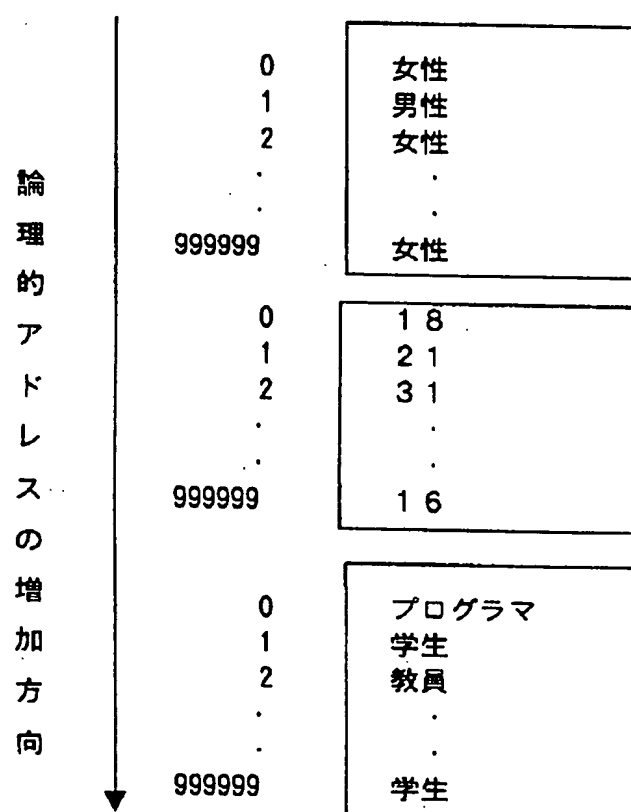 論理的アドレスの増加方向
0 女性
1 男性
2 女性
・ ・
・ ・
999999 女性
0 18
1 21
2 31
・ ・
・ ・
999999 16
0 プログラマ
1 学生
2 教員
・ ・
・ ・
999999 学生